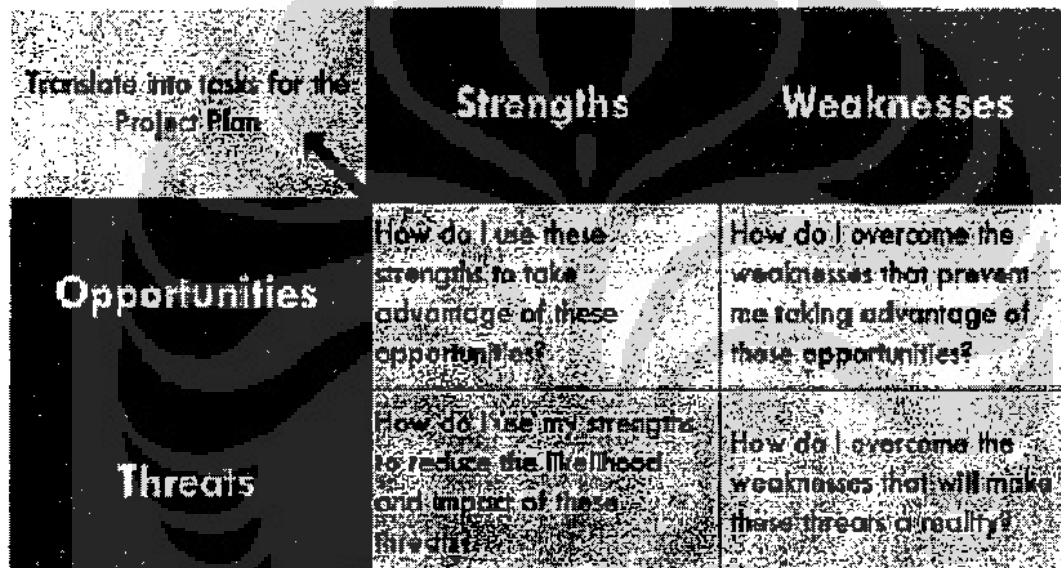 Translate into tasks for the
Project Plan
Strengths
Weaknesses
Opportunities
How do I use these
strengths to take
advantage of these
opportunities?
How do I overcome the
weaknesses that prevent
me taking advantage of
these opportunities?
Threats
How do I use my strengths
to reduce the likelihood
and impact of these
threats?
How do I overcome the
weaknesses that will make
these threats a reality?